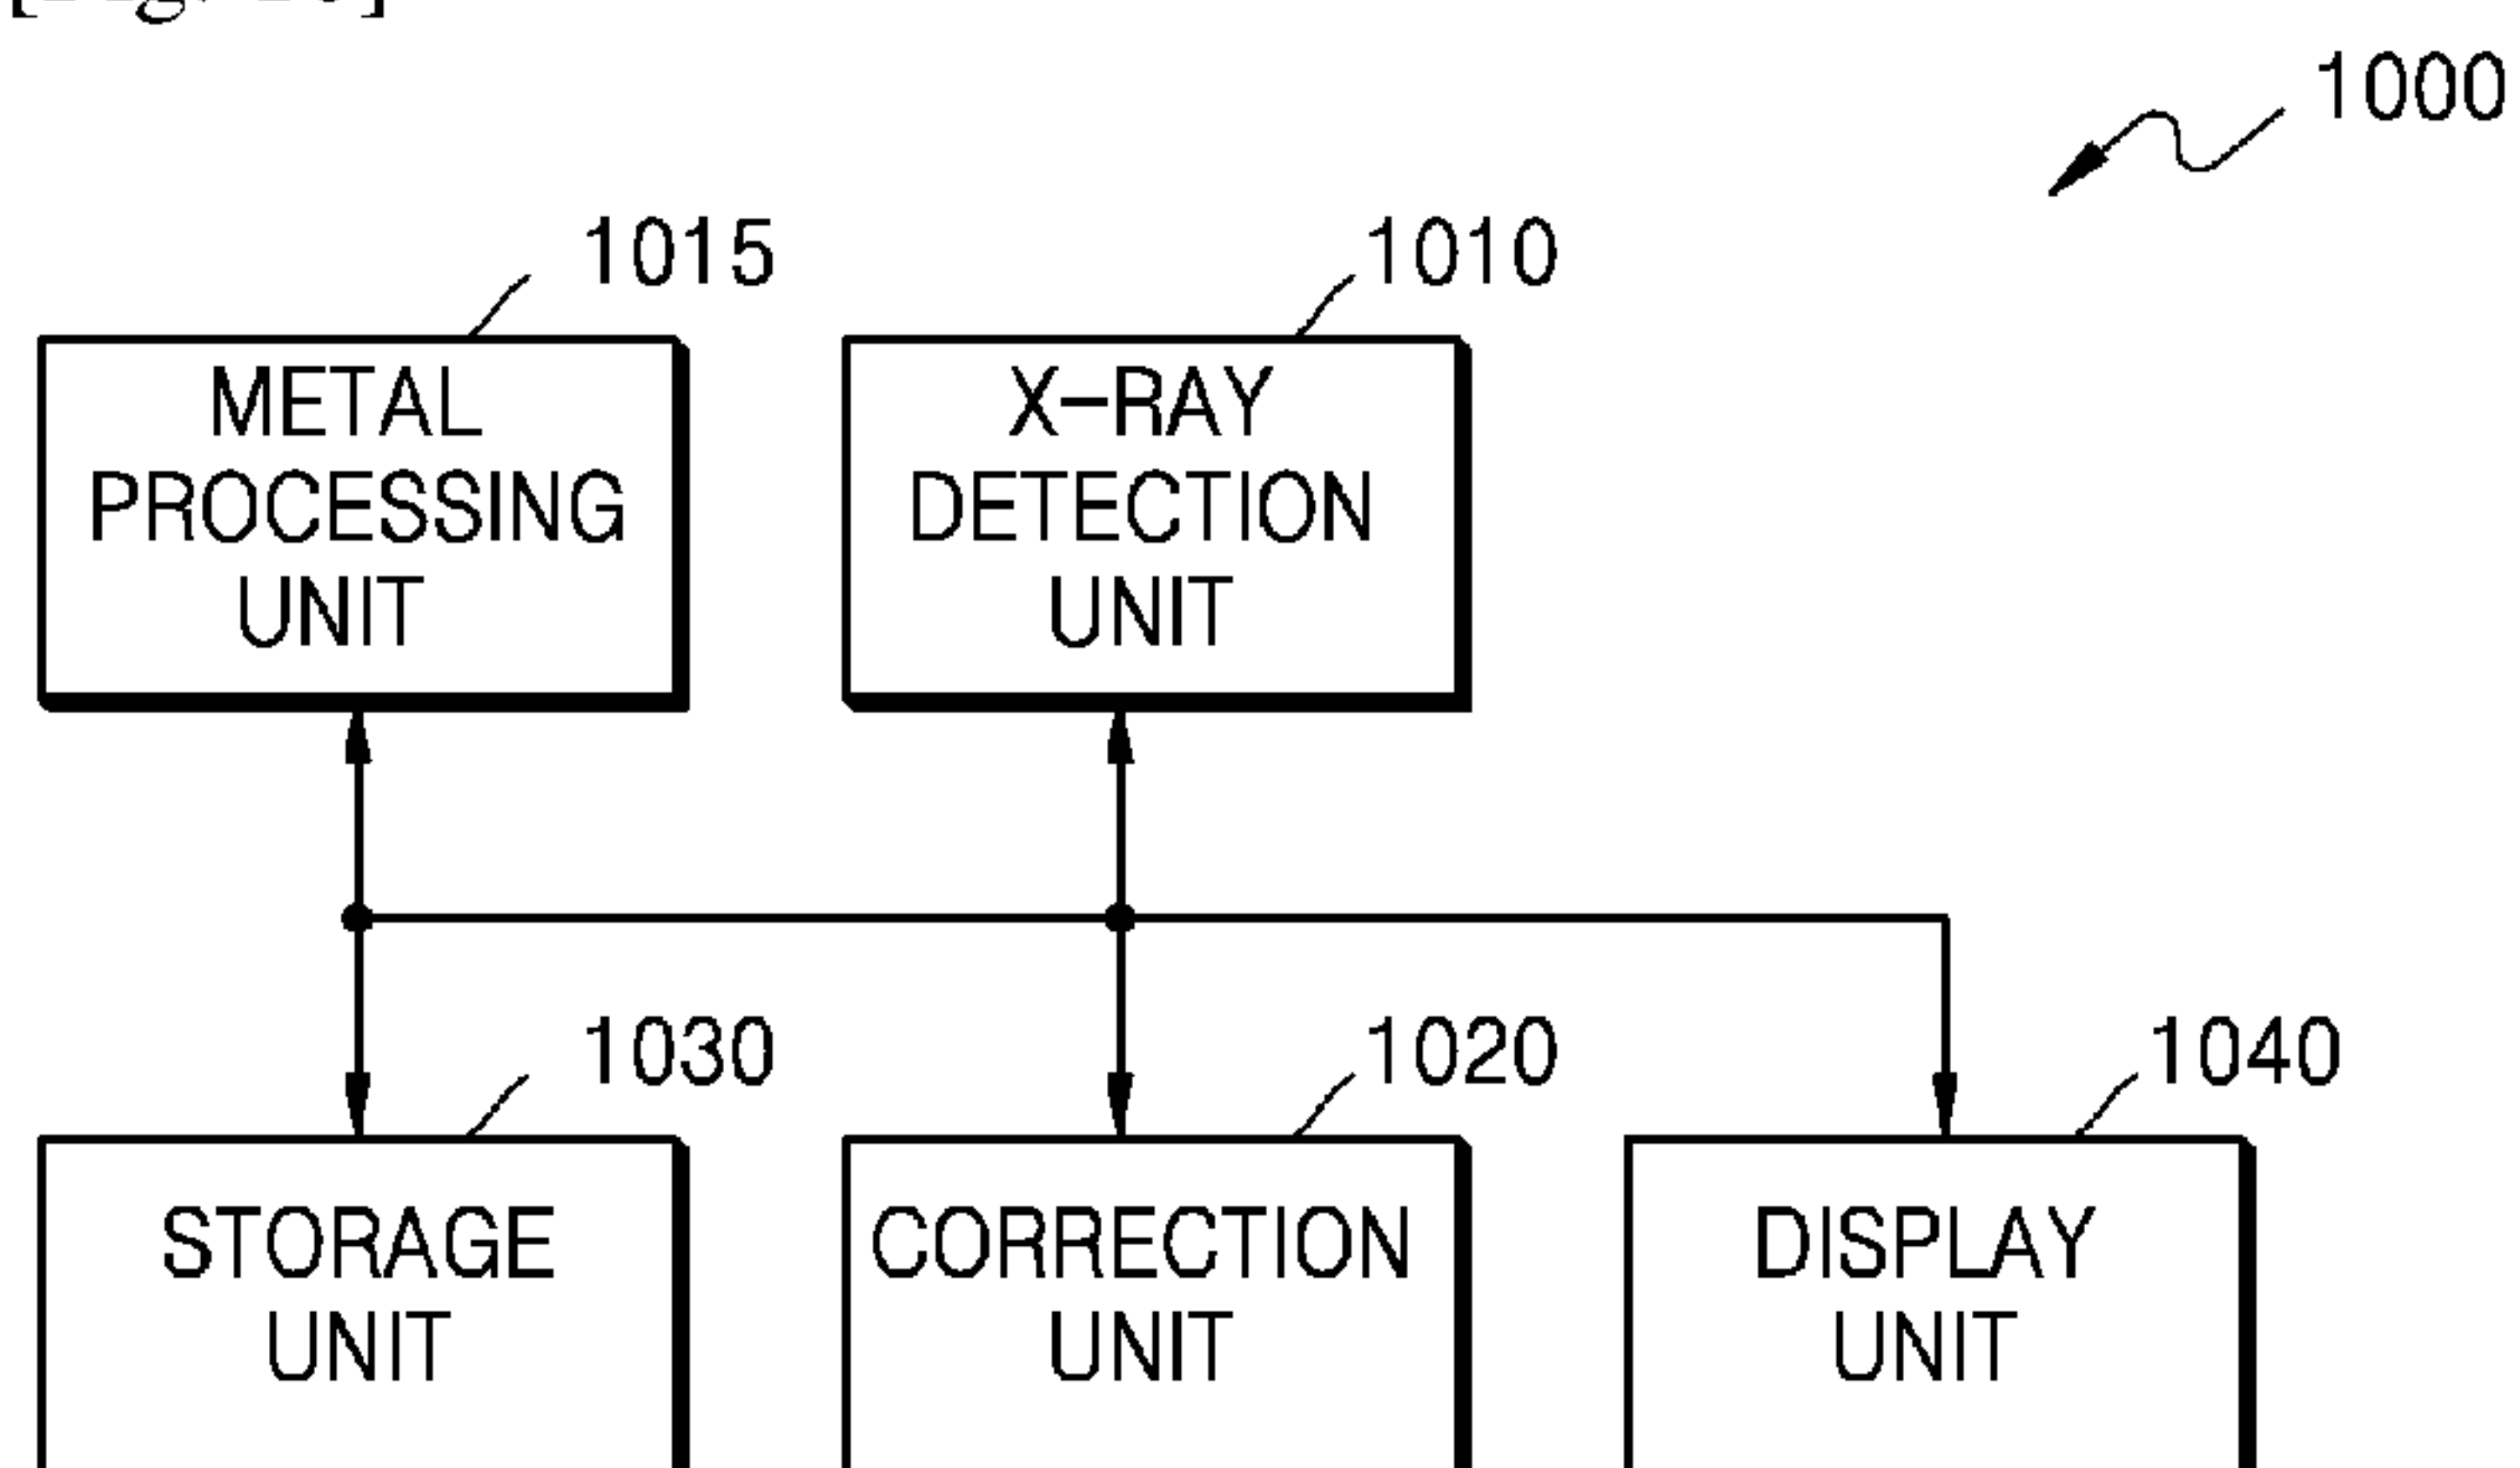 1000
1015
1010
METAL
PROCESSING
UNIT
X-RAY
DETECTION
UNIT
1030
1020
1040
STORAGE
UNIT
CORRECTION
UNIT
DISPLAY
UNIT